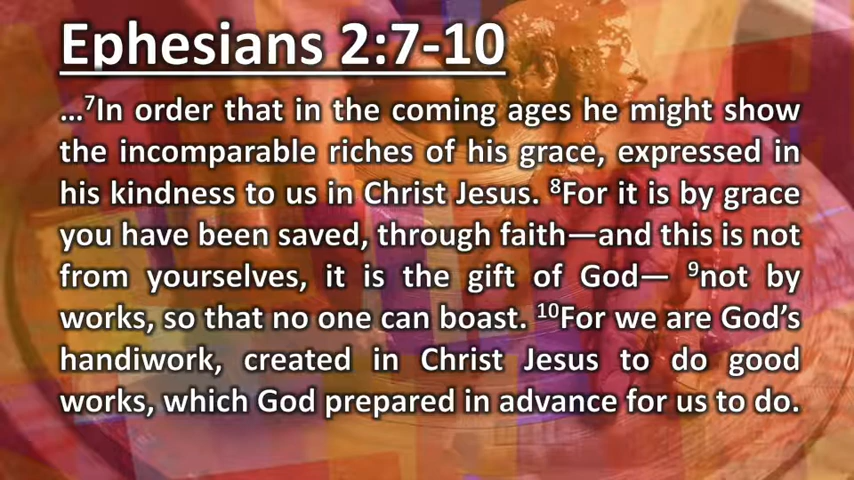 Ephesians 2:7-10
…⁷In order that in the coming ages he might show
the incomparable riches of his grace, expressed in
his kindness to us in Christ Jesus. ⁸For it is by grace
you have been saved, through faith—and this is not
from yourselves, it is the gift of God— ⁹not by
works, so that no one can boast. ¹⁰For we are God’s
handiwork, created in Christ Jesus to do good
works, which God prepared in advance for us to do.